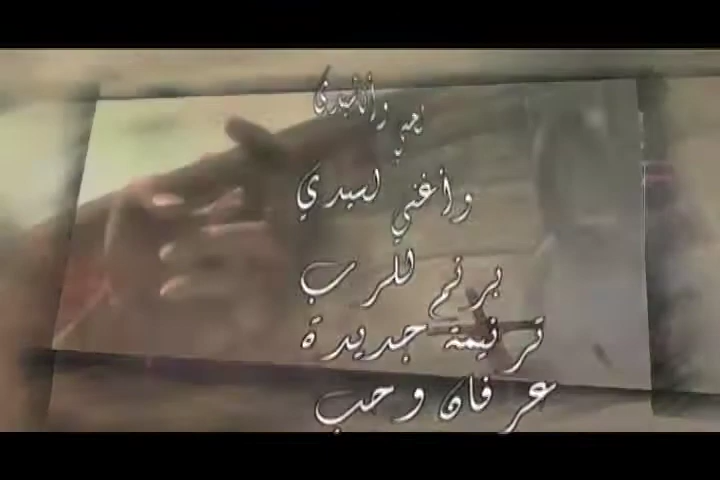 وأغني لسيدي
برنم للرب
ترنيمة جديدة
عرفان وحب